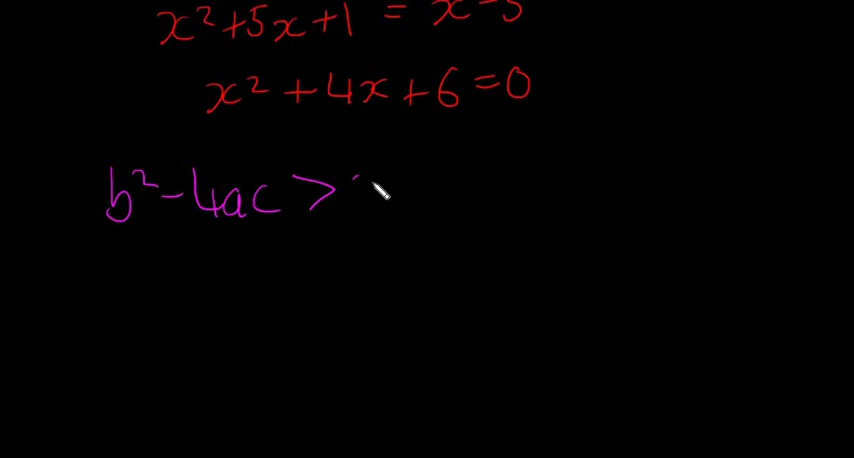 x²+5x+1 = x-5
x²+4x+6=0
b²-4ac >